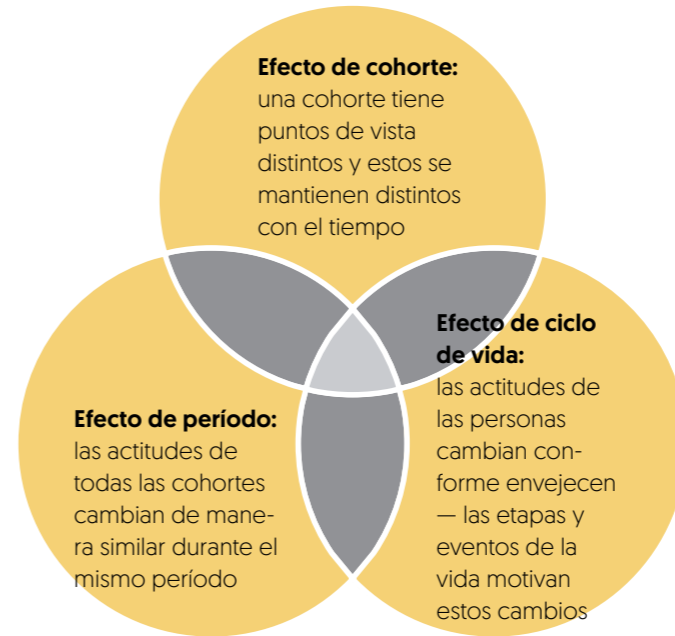 Efecto de cohorte:
una cohorte tiene
puntos de vista
distintos y estos se
mantienen distintos
con el tiempo
Efecto de ciclo
de vida:
las actitudes de
las personas
cambian con-
forme envejecen
— las etapas y
eventos de la
vida motivan
estos cambios
Efecto de período:
las actitudes de
todas las cohortes
cambian de mane-
ra similar durante el
mismo período